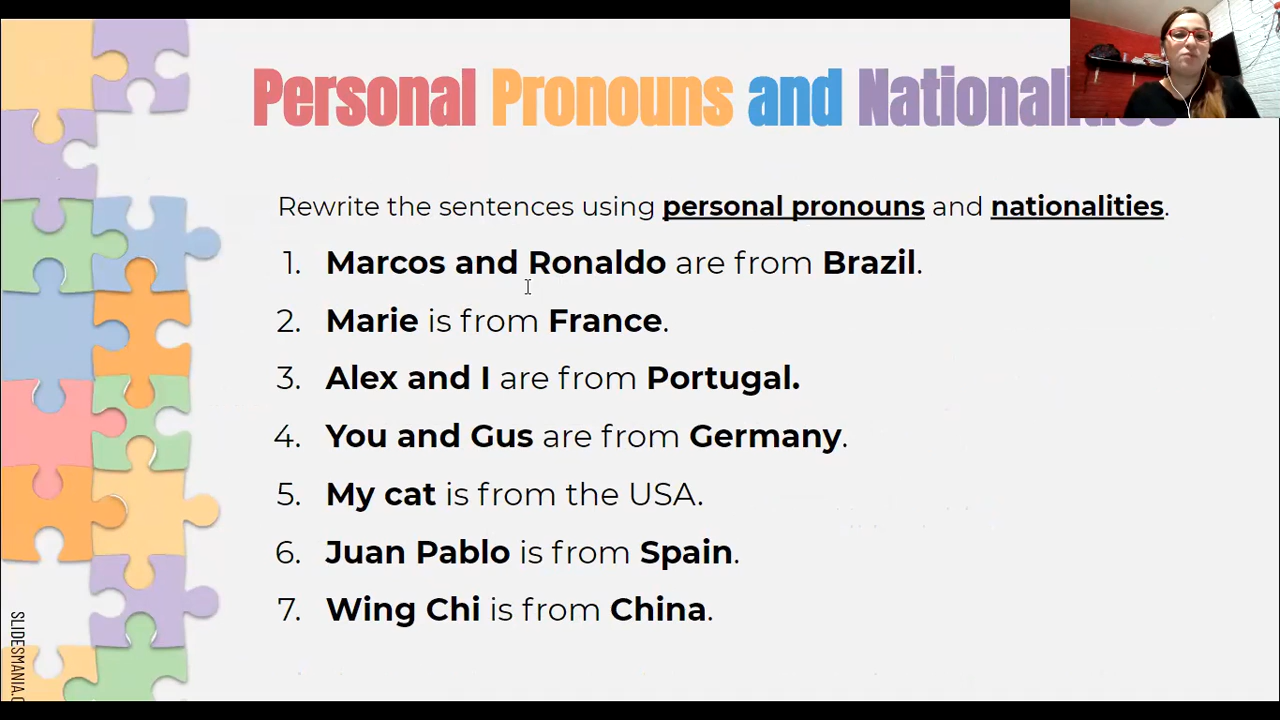 Personal Pronouns and
Rewrite the sentences using personal pronouns and nationalities.
1. Marcos and Ronaldo are from Brazil.
2. Marie is from France.
3. Alex and I are from Portugal.
4. You and Gus are from Germany.
5. My cat is from the USA.
6. Juan Pablo is from Spain.
7. Wing Chi is from China.